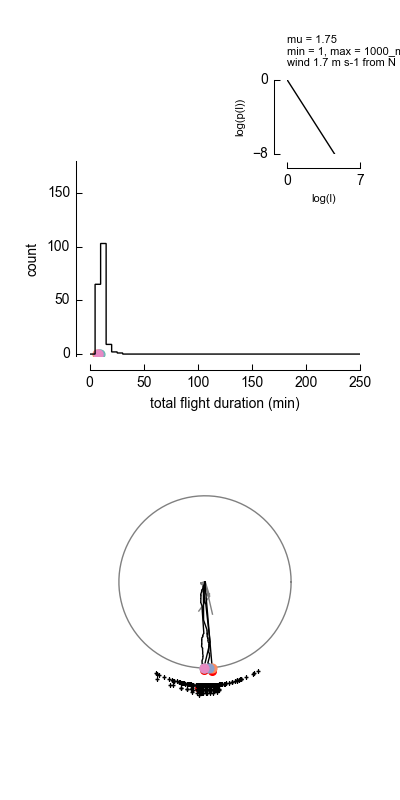 mu = 1.75
min = 1, max = 1000_m
wind 1.7 m s-1 from N
0
log(p(l))
−8
0
7
log(l)
150
100
50
0
count
0
50
100
150
200
250
total flight duration (min)